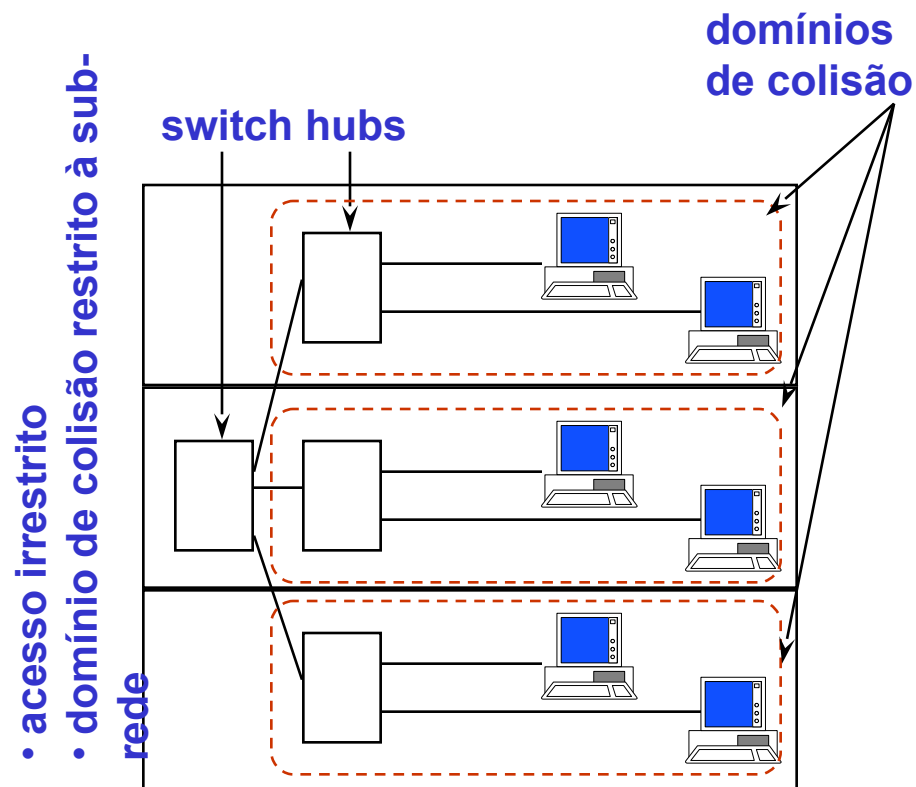 domínios
de colisão
switch hubs
• acesso irrestrito
• domínio de colisão restrito à sub-
rede